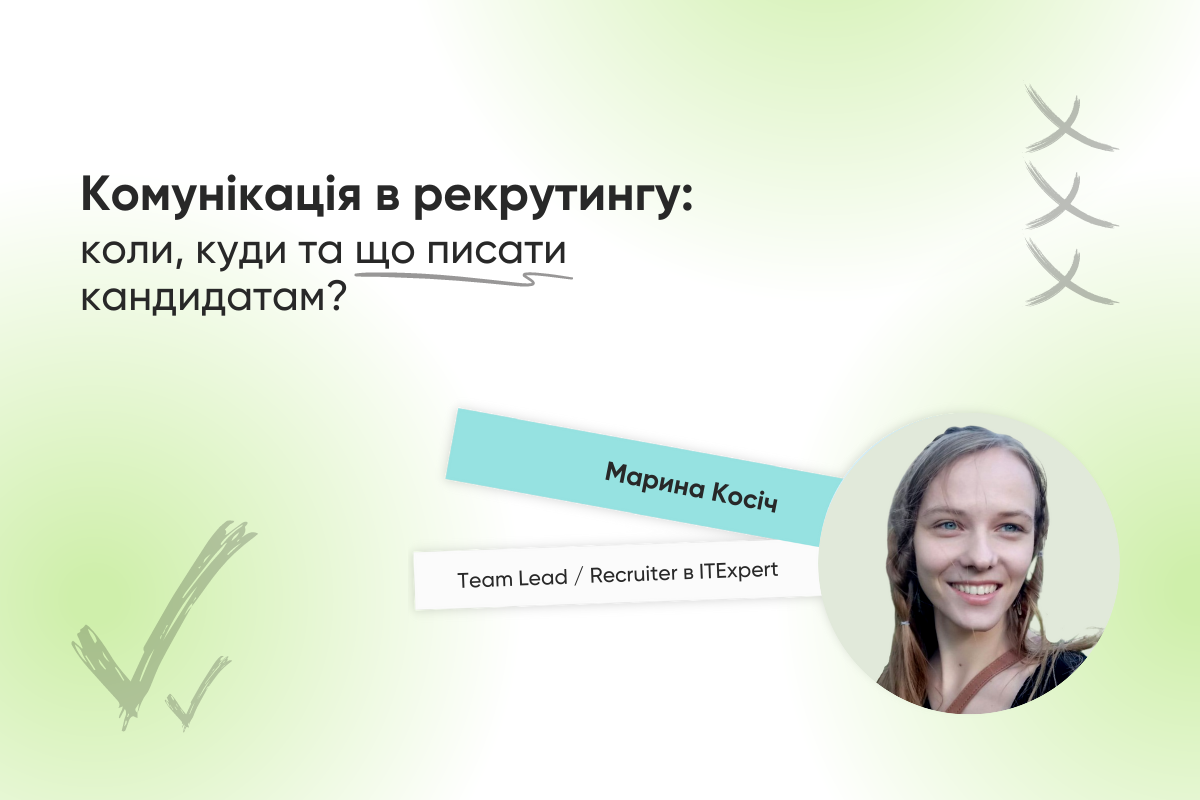 Комунікація в рекрутингу:
коли, куди та що писати
кандидатам?
Марина Косіч
Team Lead / Recruiter в ITExpert